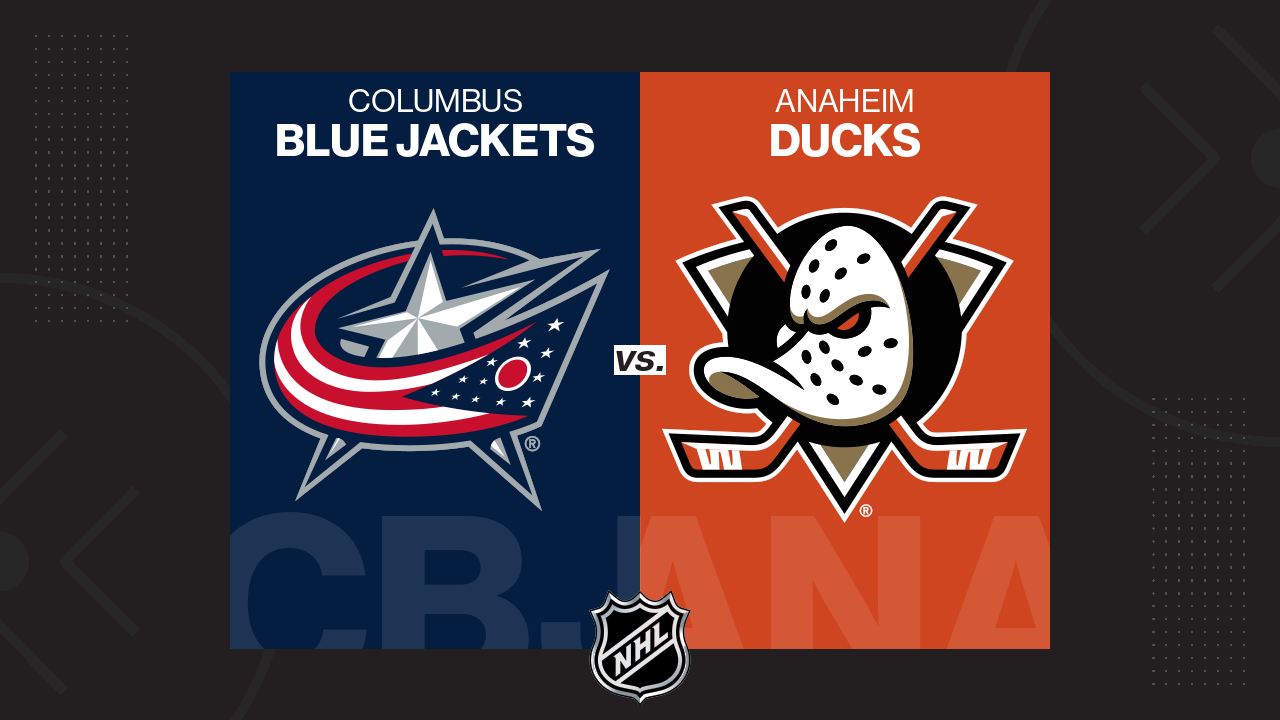 COLUMBUS
BLUE JACKETS
ANAHEIM
DUCKS
vs.
®
®
CBJ
ANA
NHL